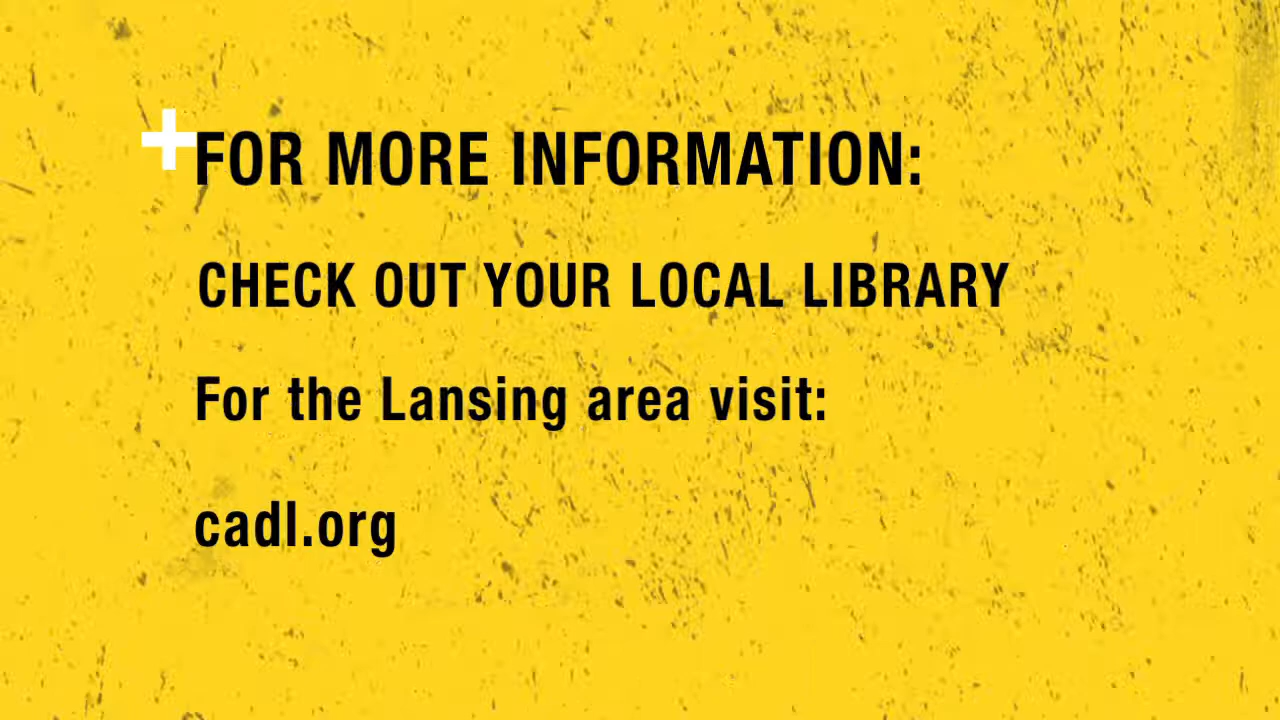 FOR MORE INFORMATION:
CHECK OUT YOUR LOCAL LIBRARY
For the Lansing area visit:
cadl.org